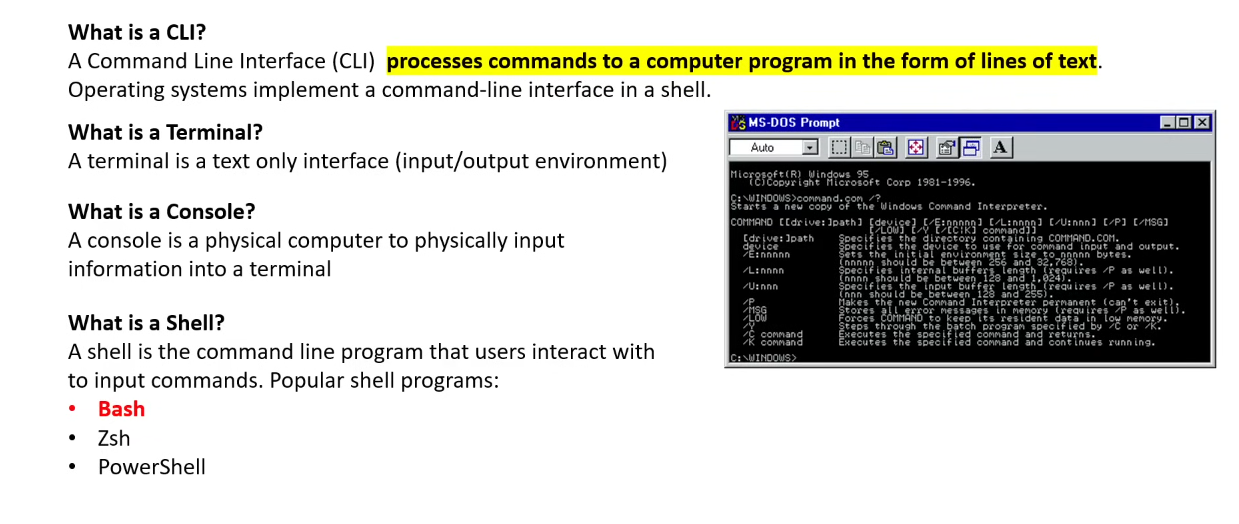 What is a CLI?
A Command Line Interface (CLI) processes commands to a computer program in the form of lines of text.
Operating systems implement a command-line interface in a shell.
What is a Terminal?
A terminal is a text only interface (input/output environment)
What is a Console?
A console is a physical computer to physically input
information into a terminal
What is a Shell?
A shell is the command line program that users interact with
to input commands. Popular shell programs:
• Bash
• Zsh
• PowerShell
MS-DOS Prompt
Auto
A
Microsoft(R) Windows 95
(C)Copyright Microsoft Corp 1981-1996.
C:\WINDOWS>command.com /?
Starts a new copy of the Windows Command Interpreter.
COMMAND [[drive:]path] [device] [/E:nnnnn] [/L:nnnn] [/U:nnn] [/P] [/MSG]
[/LOW] [/Y [/[C|K] command]]
[drive:]path Specifies the directory containing COMMAND.COM.
device Specifies the device to use for command input and output.
/E:nnnnn Sets the initial environment size to nnnnn bytes.
(nnnnn should be between 256 and 32,768).
/L:nnnn Specifies internal buffers length (requires /P as well).
(nnnn should be between 128 and 1,024).
/U:nnn Specifies the input buffer length (requires /P as well).
(nnn should be between 128 and 255).
/P Makes the new Command Interpreter permanent (can't exit).
/MSG Stores all error messages in memory (requires /P as well).
/LOW Forces COMMAND to keep its resident data in low memory.
/Y Steps through the batch program specified by /C or /K.
/C command Executes the specified command and returns.
/K command Executes the specified command and continues running.
C:\WINDOWS>